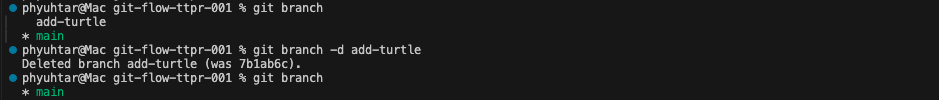 phyuhtar@Mac git-flow-ttpr-001 % git branch
add-turtle
* main
phyuhtar@Mac git-flow-ttpr-001 % git branch -d add-turtle
Deleted branch add-turtle (was 7b1ab6c).
phyuhtar@Mac git-flow-ttpr-001 % git branch
* main